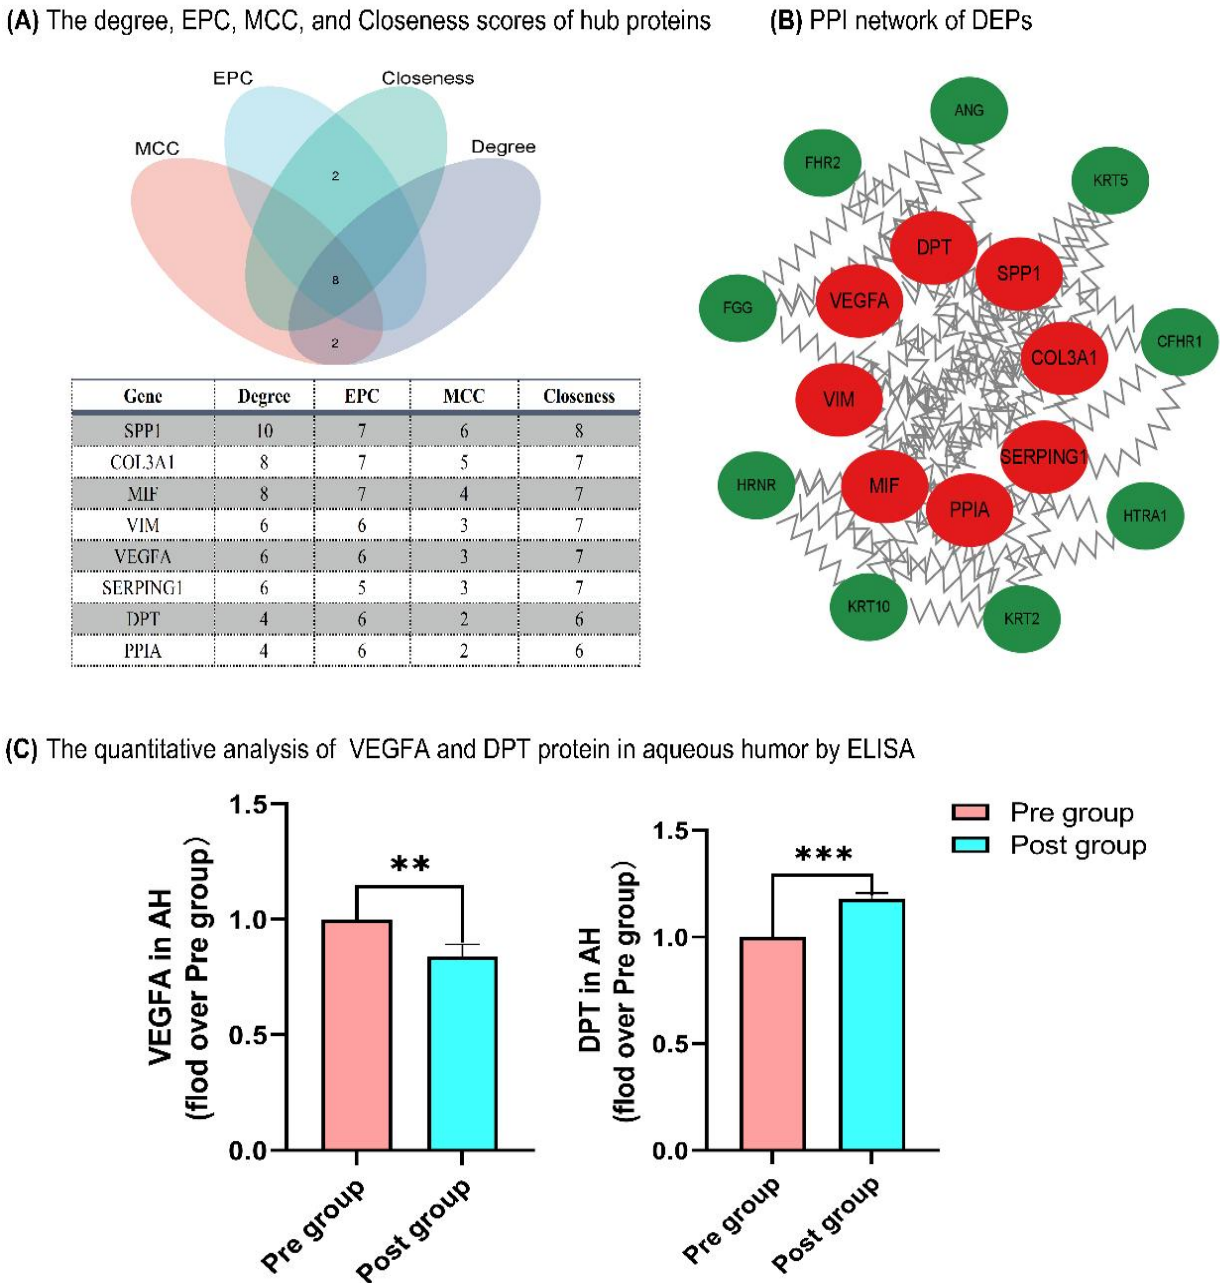 (A) The degree, EPC, MCC, and Closeness scores of hub proteins
EPC
Closeness
MCC
Degree
2
8
2
Gene Degree EPC MCC Closeness
SPP1 10 7 6 8
COL3A1 8 7 5 7
MIF 8 7 4 7
VIM 6 6 3 7
VEGFA 6 6 3 7
SERPING1 6 5 3 7
DPT 4 6 2 6
PPIA 4 6 2 6
(B) PPI network of DEPs
ANG
FHR2
KRT5
DPT
SPP1
VEGFA
FGG
CFHR1
COL3A1
VIM
SERPING1
HRNR
MIF
PPIA
HTRA1
KRT10
KRT2
(C) The quantitative analysis of VEGFA and DPT protein in aqueous humor by ELISA
VEGFA in AH
(flod over Pre group）
1.5
1.0
0.5
0.0
**
Pre group
Post group
DPT in AH
(flod over Pre group）
1.5
1.0
0.5
0.0
***
Pre group
Post group
Pre group
Post group